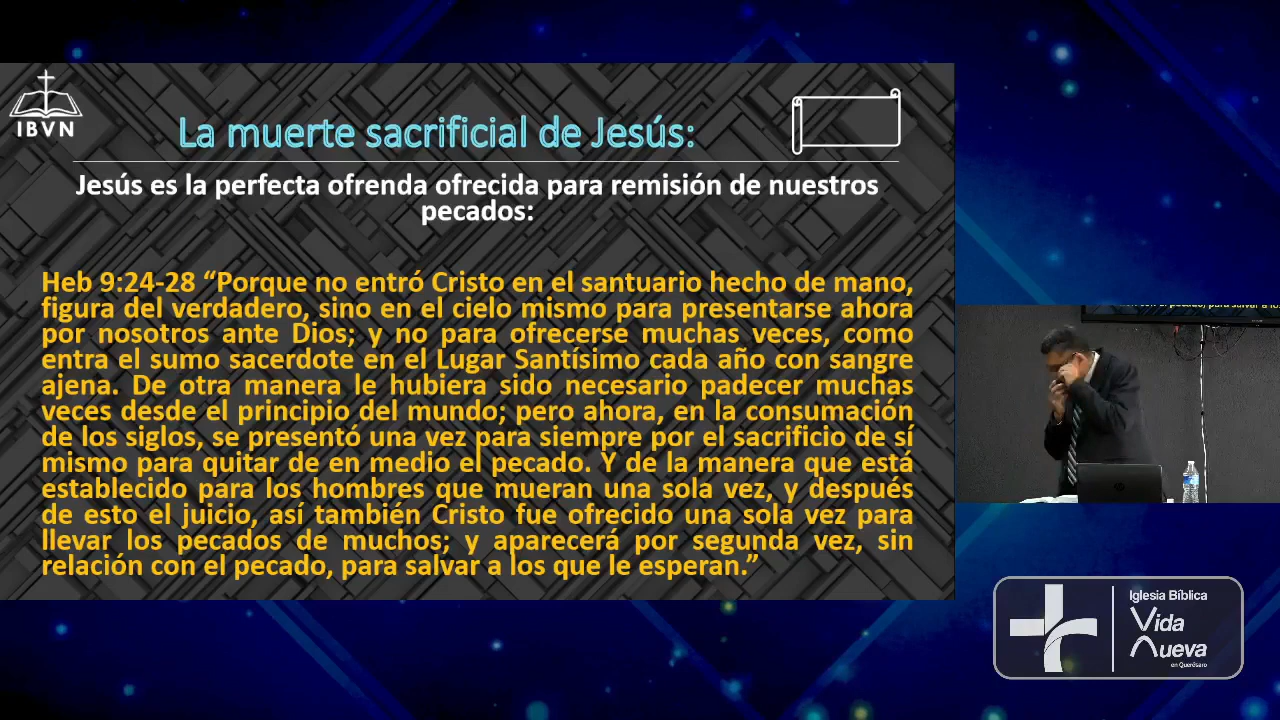 IBVN
La muerte sacrificial de Jesús:
Jesús es la perfecta ofrenda ofrecida para remisión de nuestros
pecados:
Heb 9:24-28 “Porque no entró Cristo en el santuario hecho de mano,
figura del verdadero, sino en el cielo mismo para presentarse ahora
por nosotros ante Dios; y no para ofrecerse muchas veces, como
entra el sumo sacerdote en el Lugar Santísimo cada año con sangre
ajena. De otra manera le hubiera sido necesario padecer muchas
veces desde el principio del mundo; pero ahora, en la consumación
de los siglos, se presentó una vez para siempre por el sacrificio de sí
mismo para quitar de en medio el pecado. Y de la manera que está
establecido para los hombres que mueran una sola vez, y después
de esto el juicio, así también Cristo fue ofrecido una sola vez para
llevar los pecados de muchos; y aparecerá por segunda vez, sin
relación con el pecado, para salvar a los que le esperan.”
Iglesia Bíblica
Vida
Nueva
en Querétaro